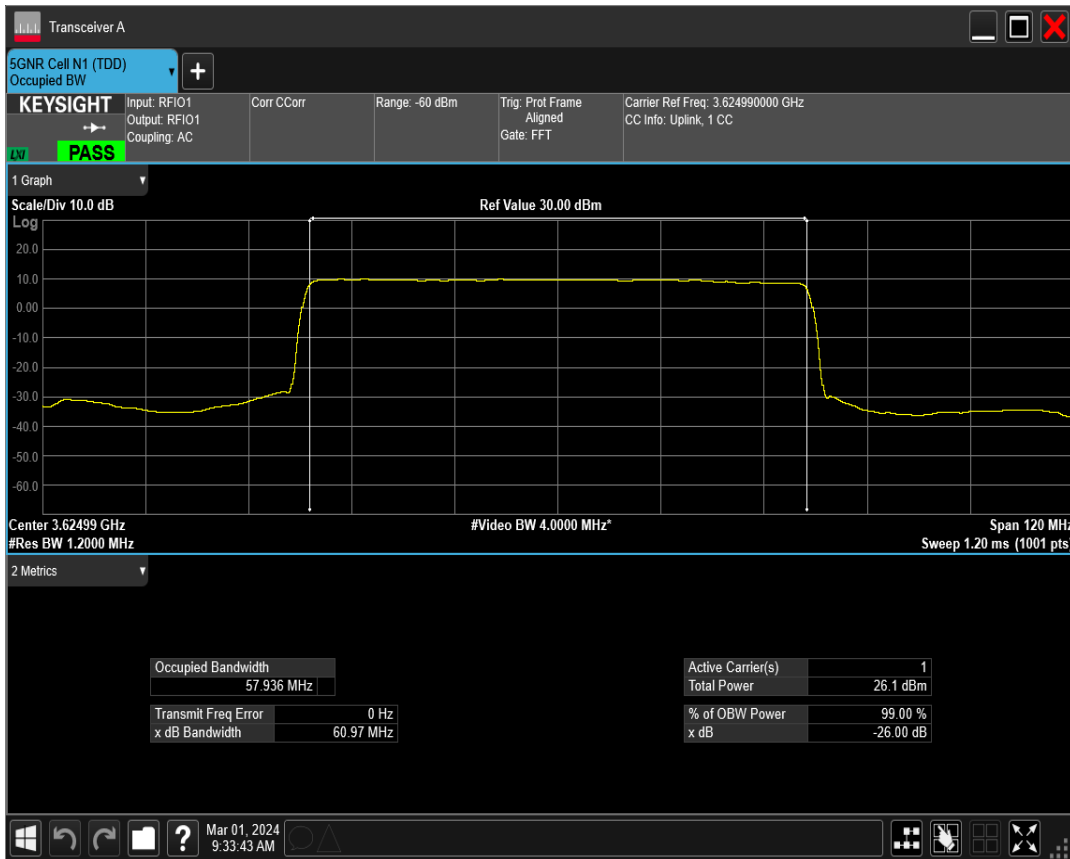 Transceiver A
5GNR Cell N1 (TDD)
Occupied BW
+
KEYSIGHT
LXI
PASS
Input: RFIO1
Output: RFIO1
Coupling: AC
Corr CCorr
Range: -60 dBm
Trig: Prot Frame
Aligned
Gate: FFT
Carrier Ref Freq: 3.624990000 GHz
CC Info: Uplink, 1 CC
1 Graph
Scale/Div 10.0 dB
Ref Value 30.00 dBm
Log
20.0
10.0
0.00
-10.0
-20.0
-30.0
-40.0
-50.0
-60.0
Center 3.62499 GHz
#Video BW 4.0000 MHz*
Span 120 MHz
#Res BW 1.2000 MHz
Sweep 1.20 ms (1001 pts)
2 Metrics
Occupied Bandwidth
57.936 MHz
Transmit Freq Error 0 Hz
x dB Bandwidth 60.97 MHz
Active Carrier(s) 1
Total Power 26.1 dBm
% of OBW Power 99.00 %
x dB -26.00 dB
?
Mar 01, 2024
9:33:43 AM